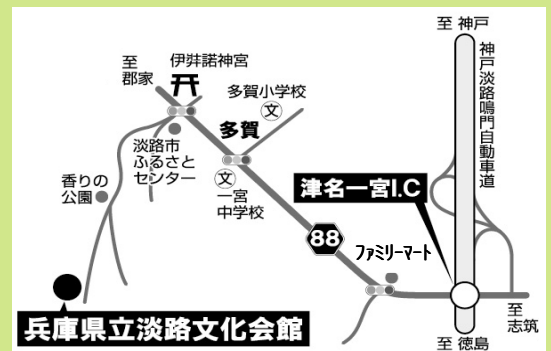 至 神戸
神戸淡路鳴門自動車道
至
郡家
伊弉諾神宮
多賀小学校
文
多賀
淡路市
ふるさと
センター
文
一宮
中学校
香りの
公園
津名一宮I.C
88
ファミリーマート
兵庫県立淡路文化会館
至
志筑
至 徳島